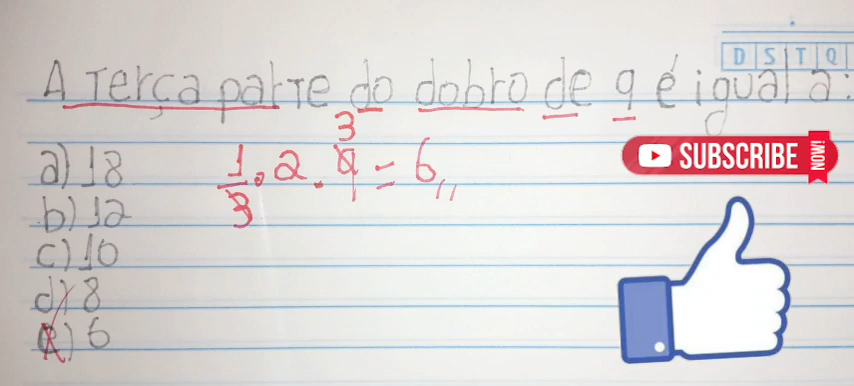 D S T Q
A Terça parte do dobro de 9 é igual a:
a) 18
b) 12
c) 10
d) 8
e) 6
1/3 . 2 . 9 = 6,,
3
SUBSCRIBE NOW!